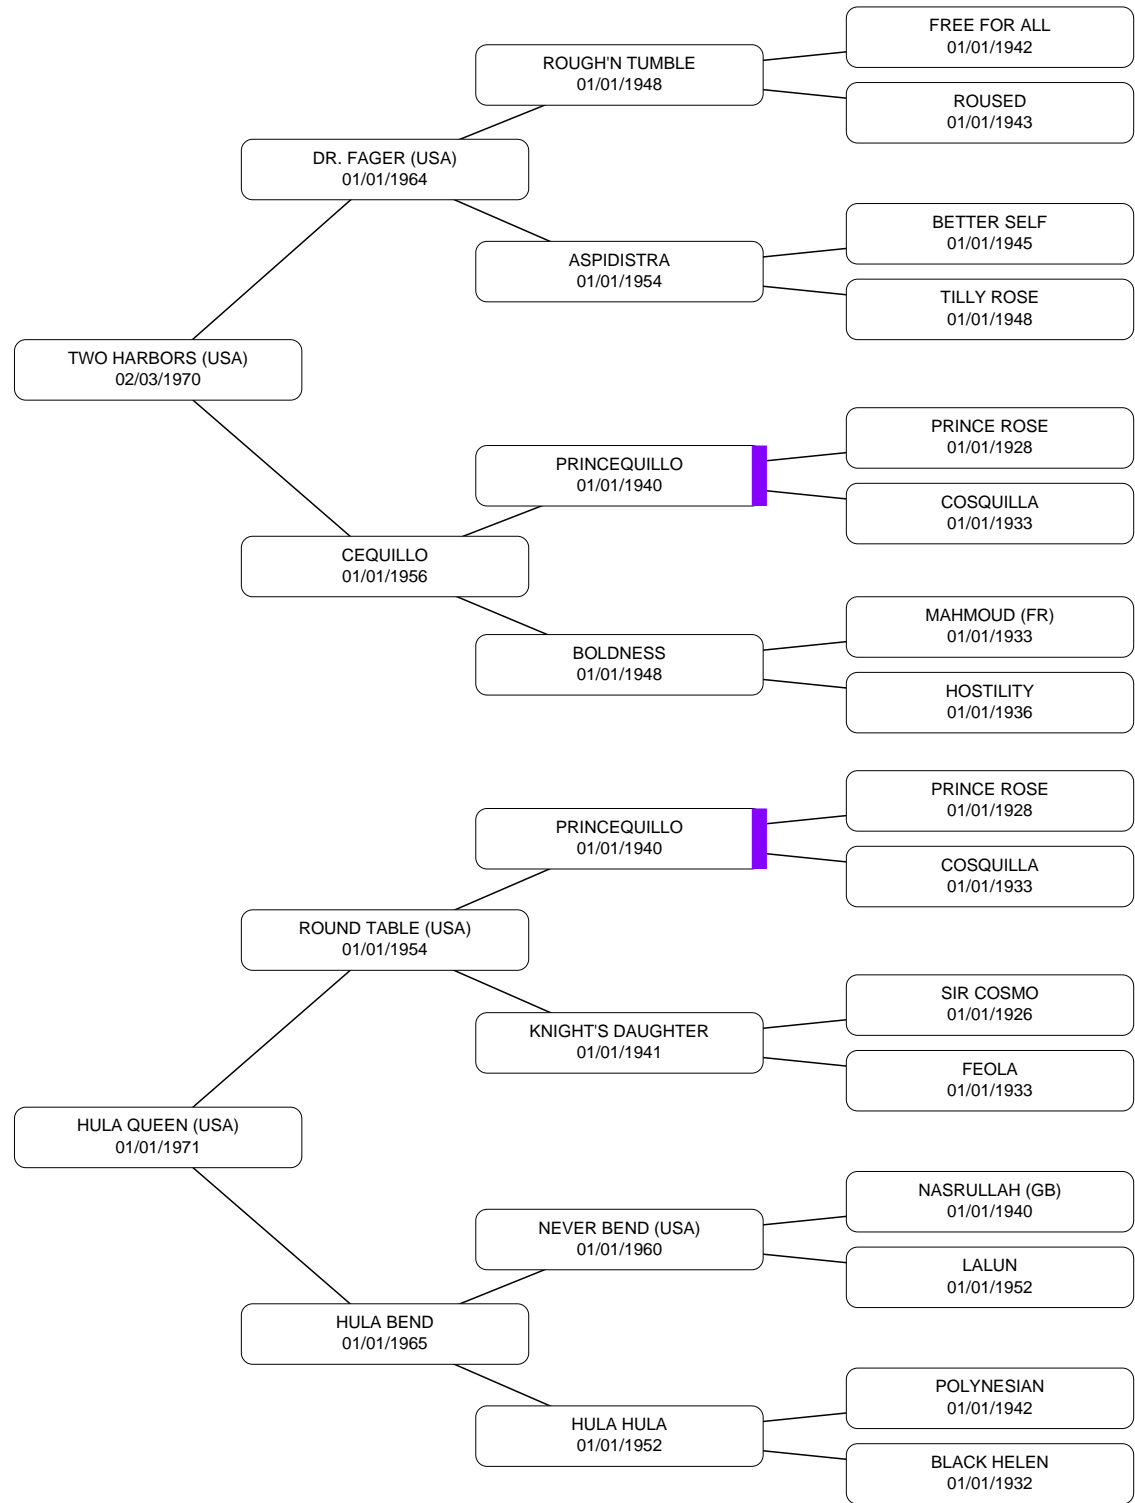 FREE FOR ALL
01/01/1942
ROUGH'N TUMBLE
01/01/1948
ROUSED
01/01/1943
DR. FAGER (USA)
01/01/1964
BETTER SELF
01/01/1945
ASPIDISTRA
01/01/1954
TILLY ROSE
01/01/1948
TWO HARBORS (USA)
02/03/1970
PRINCE ROSE
01/01/1928
PRINCEQUILLO
01/01/1940
COSQUILLA
01/01/1933
CEQUILLO
01/01/1956
MAHMOUD (FR)
01/01/1933
BOLDNESS
01/01/1948
HOSTILITY
01/01/1936
PRINCE ROSE
01/01/1928
PRINCEQUILLO
01/01/1940
COSQUILLA
01/01/1933
ROUND TABLE (USA)
01/01/1954
SIR COSMO
01/01/1926
KNIGHT'S DAUGHTER
01/01/1941
FEOLA
01/01/1933
HULA QUEEN (USA)
01/01/1971
NASRULLAH (GB)
01/01/1940
NEVER BEND (USA)
01/01/1960
LALUN
01/01/1952
HULA BEND
01/01/1965
POLYNESIAN
01/01/1942
HULA HULA
01/01/1952
BLACK HELEN
01/01/1932